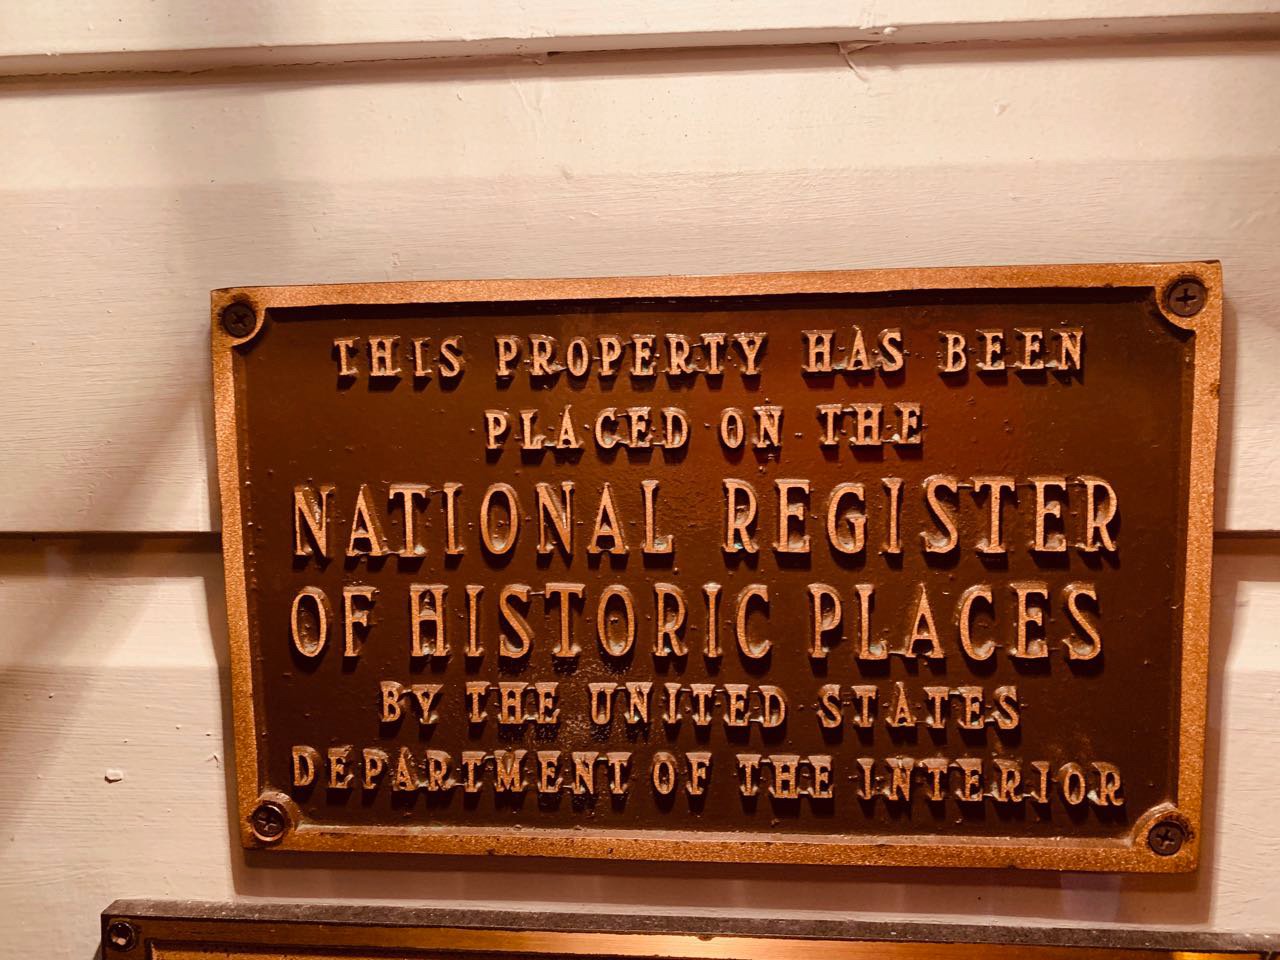 THIS PROPERTY HAS BEEN
PLACED ON THE
NATIONAL REGISTER
OF HISTORIC PLACES
BY THE UNITED STATES
DEPARTMENT OF THE INTERIOR